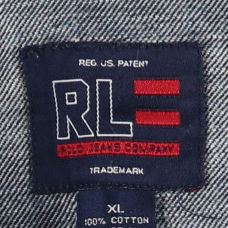 REG. US. PATENT
RL
POLO JEANS COMPANY
TRADEMARK
XL
100% COTTON